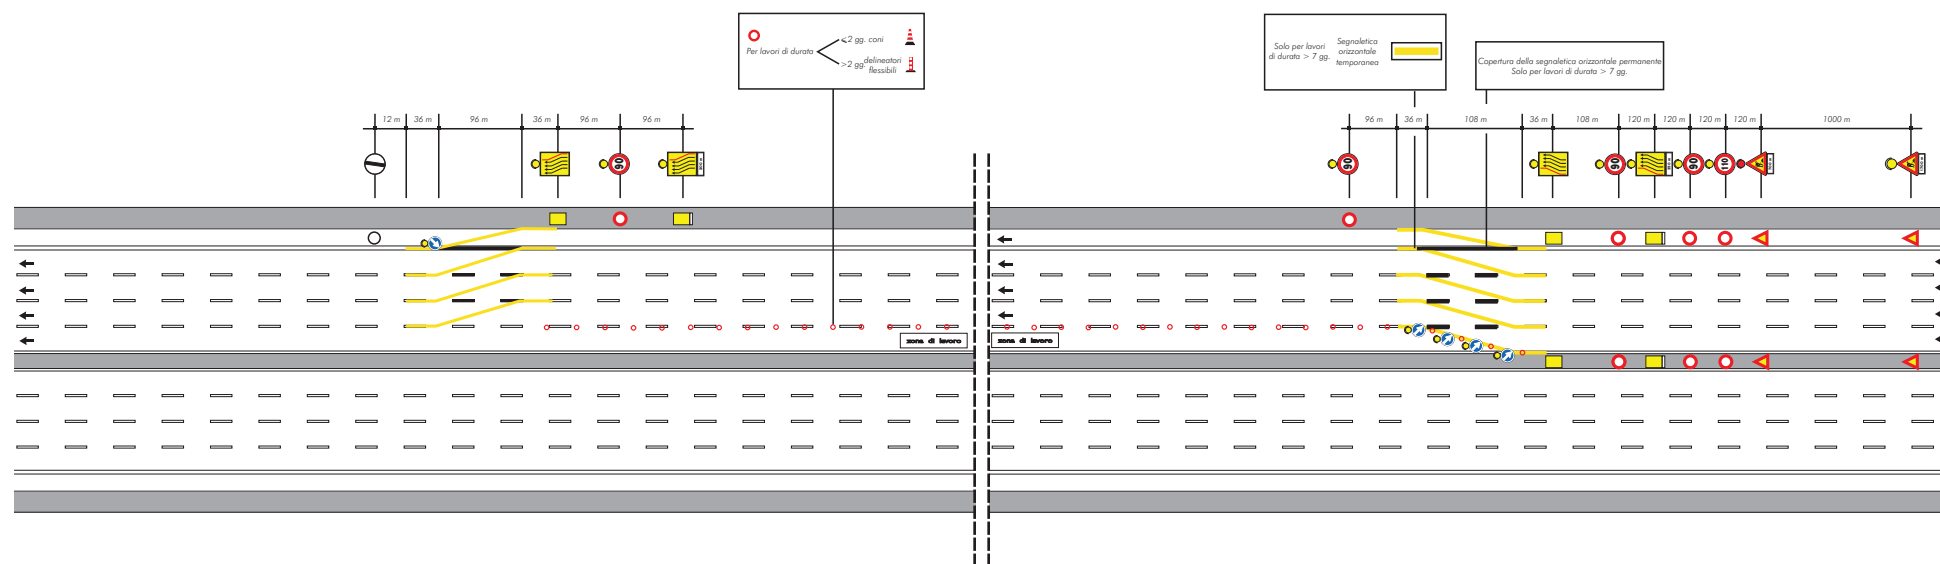 Per lavori di durata
<2 gg. coni
>2 gg. delineatori
flessibili
Solo per lavori
di durata > 7 gg.
Segnaletica
orizzontale
temporanea
Copertura della segnaletica orizzontale permanente
Solo per lavori di durata > 7 gg.
12 m 36 m 96 m 36 m 96 m 96 m
96 m 36 m 108 m 36 m 108 m 120 m 120 m 120 m 120 m 1000 m
90
90 90 90 110
zona di lavoro
zona di lavoro